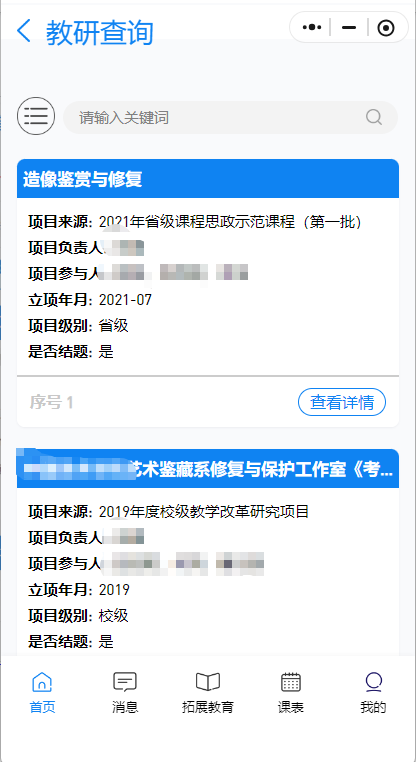 教研查询
请输入关键词
造像鉴赏与修复
项目来源: 2021年省级课程思政示范课程（第一批）
项目负责人
项目参与人
立项年月: 2021-07
项目级别: 省级
是否结题: 是
序号 1
查看详情
艺术鉴藏系修复与保护工作室《考...
项目来源: 2019年度校级教学改革研究项目
项目负责人
项目参与人
立项年月: 2019
项目级别: 校级
是否结题: 是
首页 消息 拓展教育 课表 我的